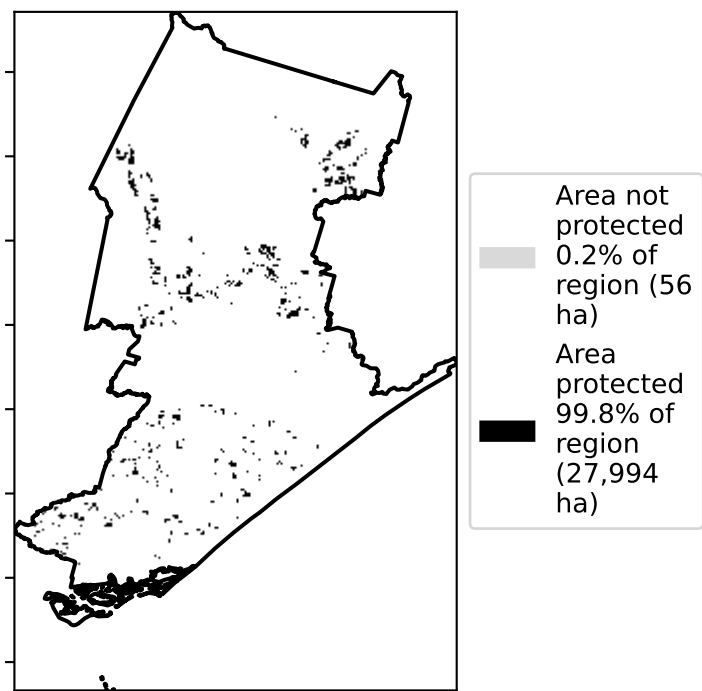 Area not
protected
0.2% of
region (56
ha)
Area
protected
99.8% of
region
(27,994
ha)